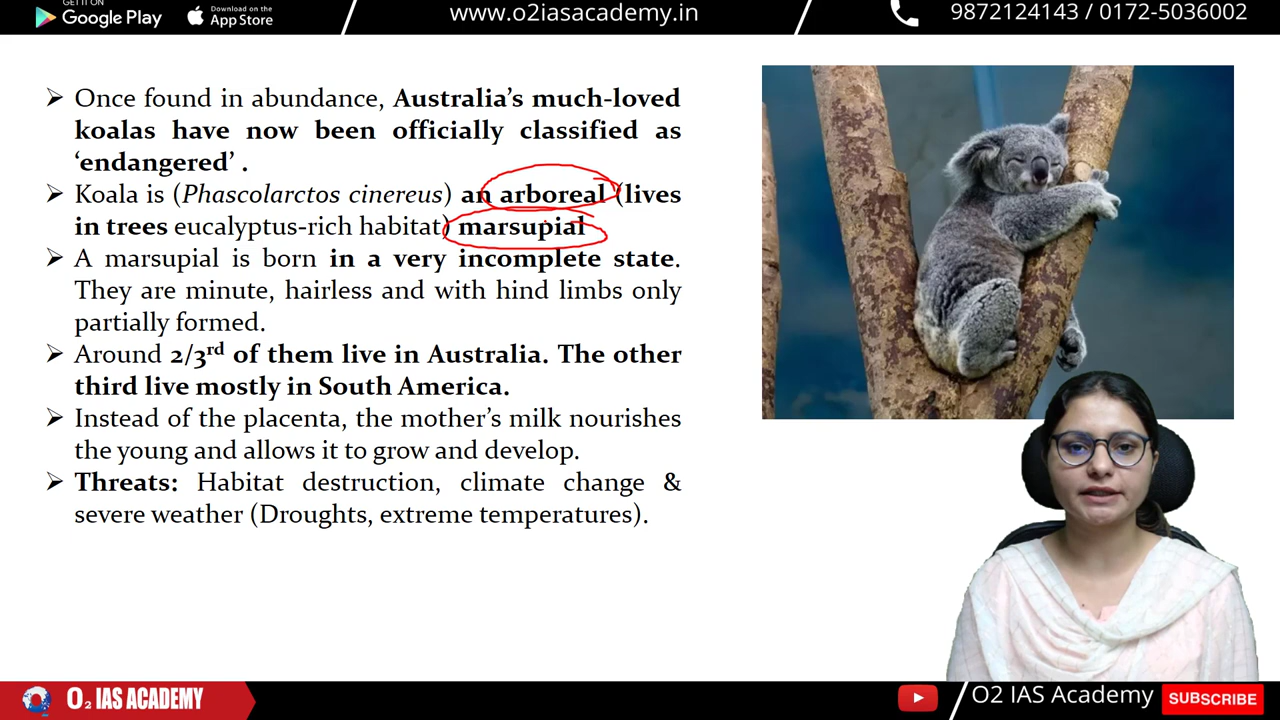 GET IT ON
Google Play
Download on the
App Store
www.o2iasacademy.in
9872124143 / 0172-5036002
➢ Once found in abundance, Australia’s much-loved
koalas have now been officially classified as
‘endangered’ .
➢ Koala is (Phascolarctos cinereus) an arboreal (lives
in trees eucalyptus-rich habitat) marsupial
➢ A marsupial is born in a very incomplete state.
They are minute, hairless and with hind limbs only
partially formed.
➢ Around 2/3rd of them live in Australia. The other
third live mostly in South America.
➢ Instead of the placenta, the mother’s milk nourishes
the young and allows it to grow and develop.
➢ Threats: Habitat destruction, climate change &
severe weather (Droughts, extreme temperatures).
O2 IAS ACADEMY
O2 IAS Academy
SUBSCRIBE